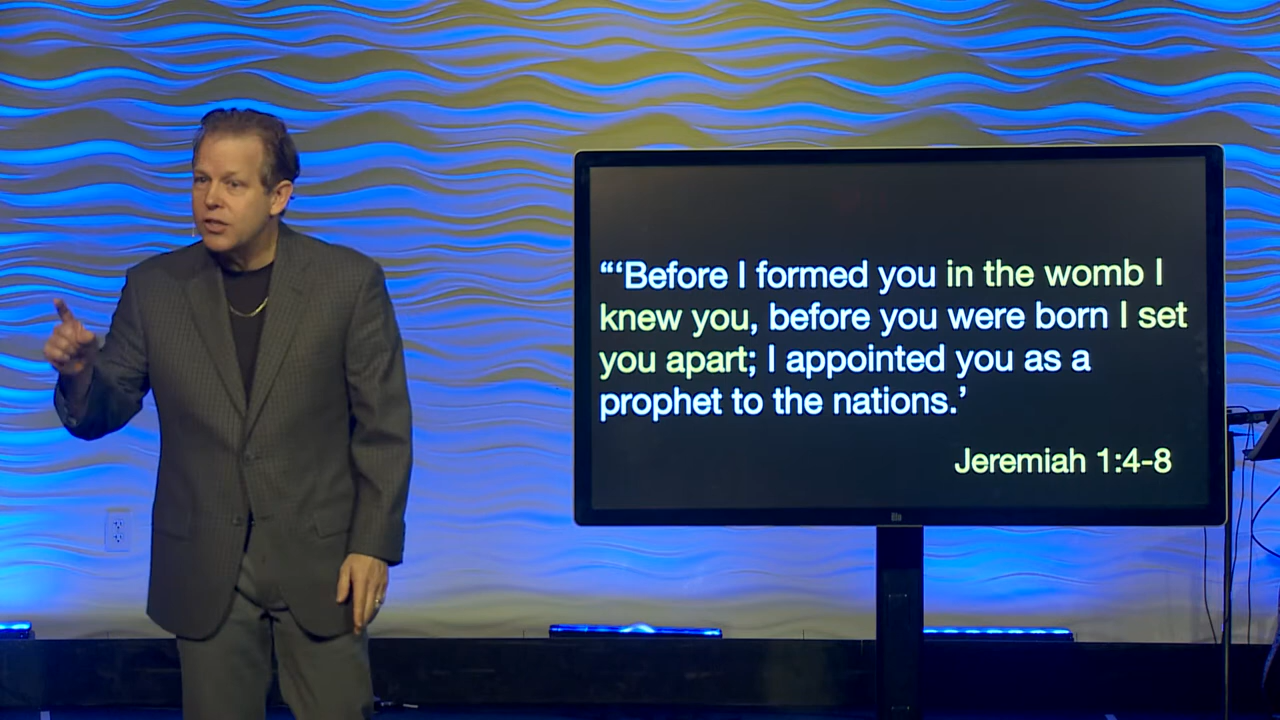 “‘Before I formed you in the womb I
knew you, before you were born I set
you apart; I appointed you as a
prophet to the nations.’
Jeremiah 1:4-8
Elo